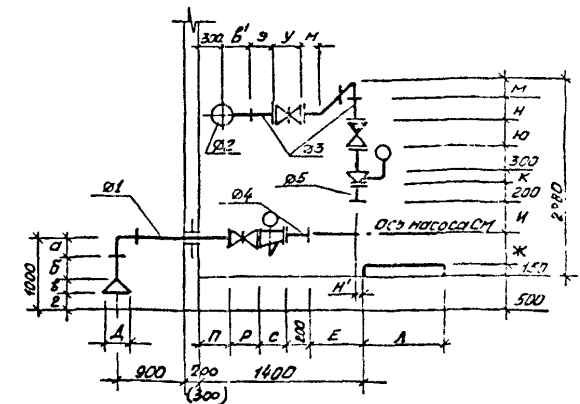 300 в' э у м
м
н
ю
300
к
200
и
ж
150
2980
ø2
ø3
ø5
ø1
ø4
ось насоса СМ
а
б
в
г
1000
н'
500
Д П Р С 200 Е Л
900 200 1400
(300)